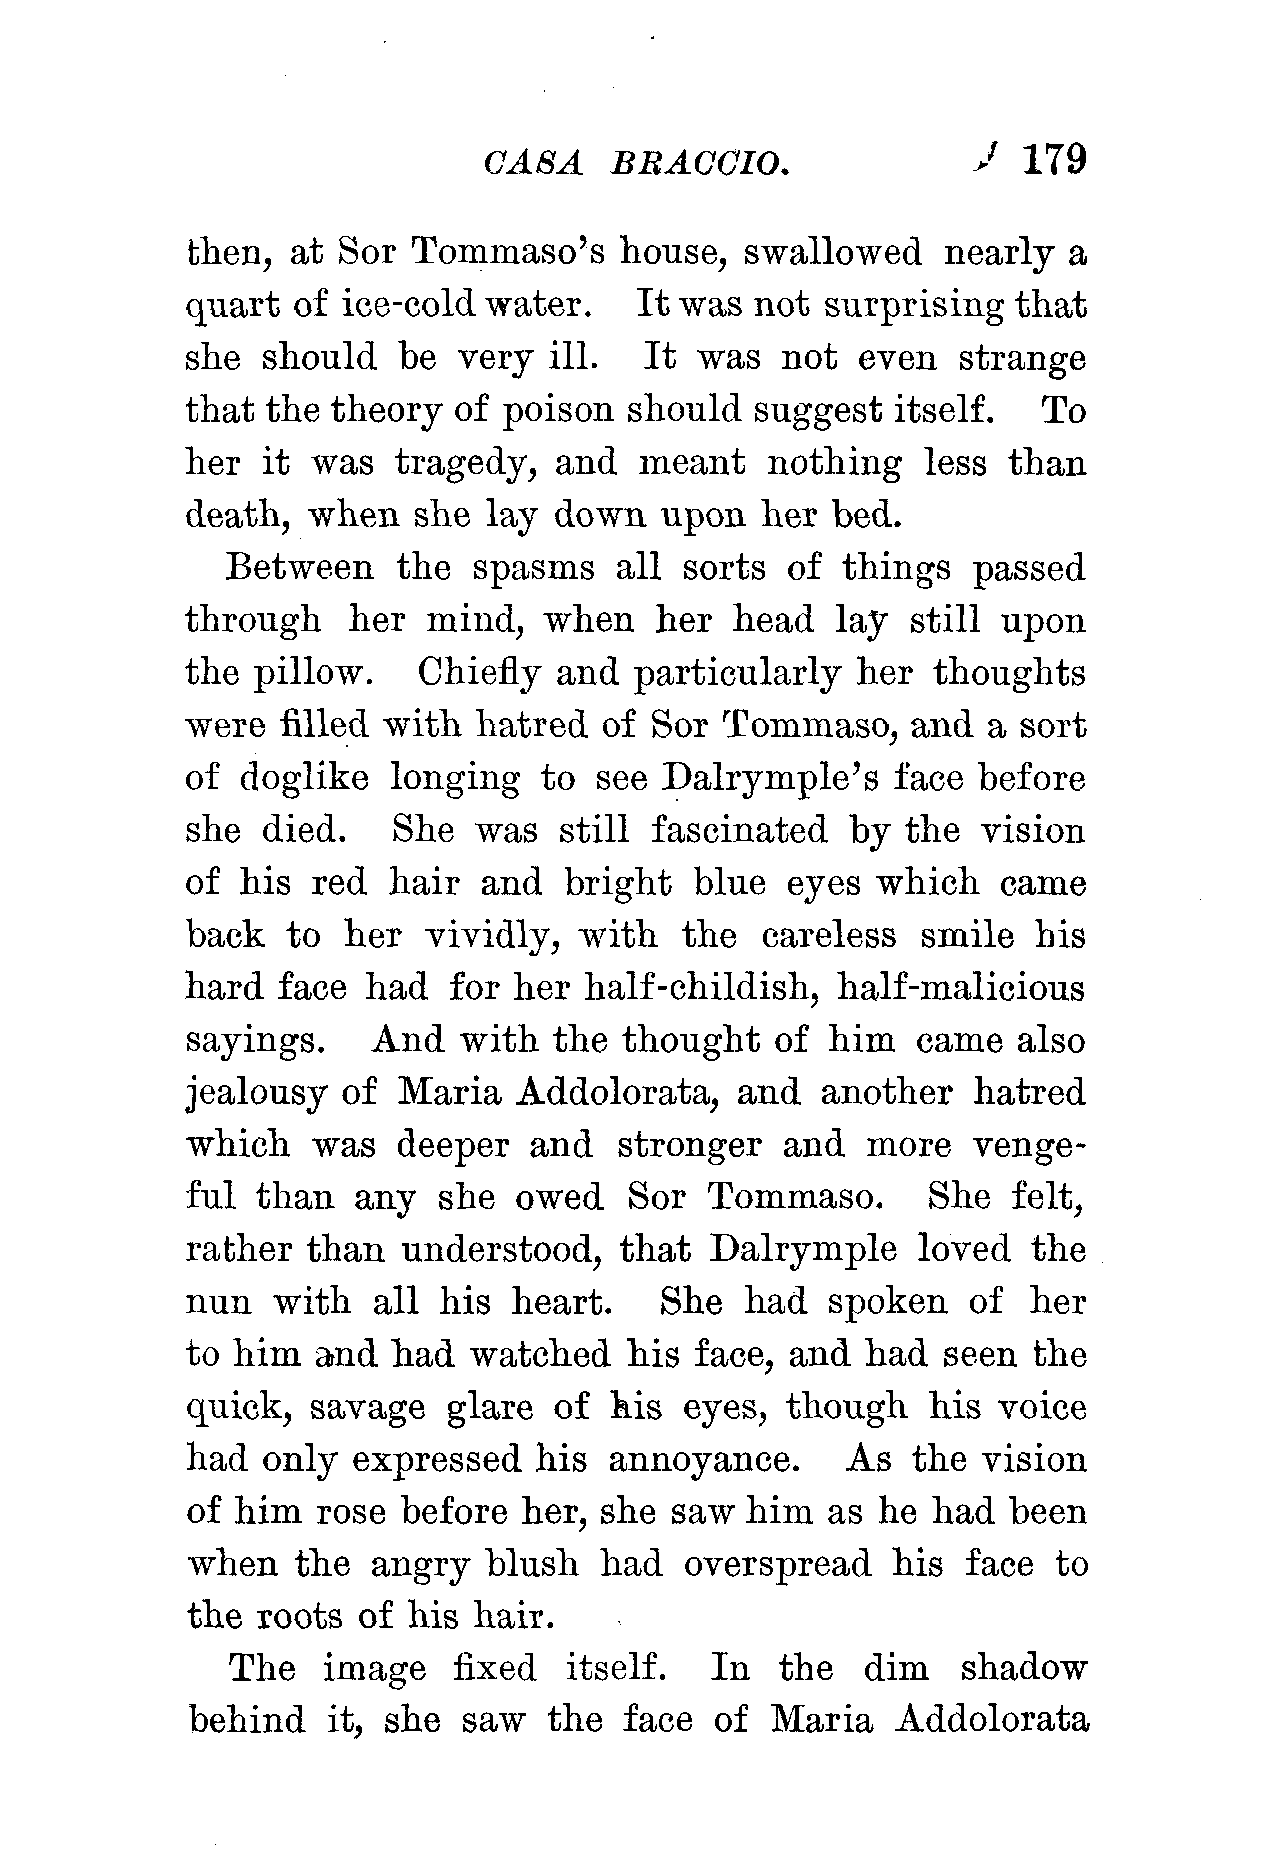 CASA BRACCIO. 179
then, at Sor Tommaso's house, swallowed nearly a
quart of ice-cold water. It was not surprising that
she should be very ill. It was not even strange
that the theory of poison should suggest itself. To
her it was tragedy, and meant nothing less than
death, when she lay down upon her bed.
Between the spasms all sorts of things passed
through her mind, when her head lay still upon
the pillow. Chiefly and particularly her thoughts
were filled with hatred of Sor Tommaso, and a sort
of doglike longing to see Dalrymple's face before
she died. She was still fascinated by the vision
of his red hair and bright blue eyes which came
back to her vividly, with the careless smile his
hard face had for her half-childish, half-malicious
sayings. And with the thought of him came also
jealousy of Maria Addolorata, and another hatred
which was deeper and stronger and more venge-
ful than any she owed Sor Tommaso. She felt,
rather than understood, that Dalrymple loved the
nun with all his heart. She had spoken of her
to him and had watched his face, and had seen the
quick, savage glare of his eyes, though his voice
had only expressed his annoyance. As the vision
of him rose before her, she saw him as he had been
when the angry blush had overspread his face to
the roots of his hair.
The image fixed itself. In the dim shadow
behind it, she saw the face of Maria Addolorata